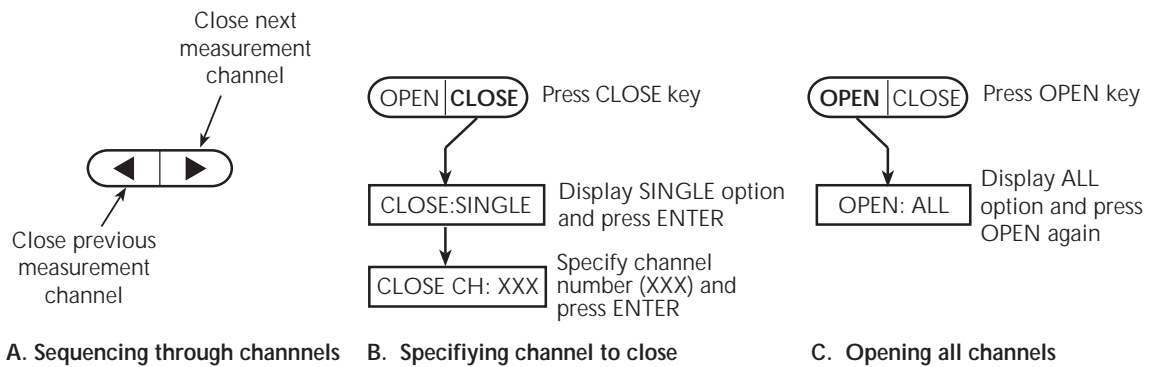 Close next
measurement
channel
Close previous
measurement
channel
A. Sequencing through channnels
OPEN CLOSE
Press CLOSE key
CLOSE:SINGLE
Display SINGLE option
and press ENTER
CLOSE CH: XXX
Specify channel
number (XXX) and
press ENTER
B. Specifiying channel to close
OPEN CLOSE
Press OPEN key
OPEN: ALL
Display ALL
option and press
OPEN again
C. Opening all channels